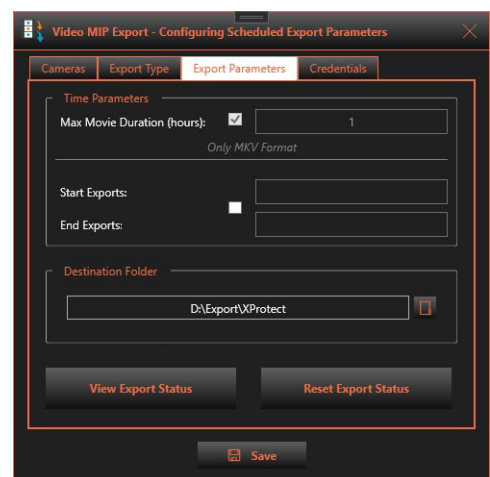 Video MIP Export - Configuring Scheduled Export Parameters
Cameras Export Type Export Parameters Credentials
Time Parameters
Max Movie Duration (hours): 1
Only MKV Format
Start Exports:
End Exports:
Destination Folder
D:\Export\XProtect
View Export Status Reset Export Status
Save